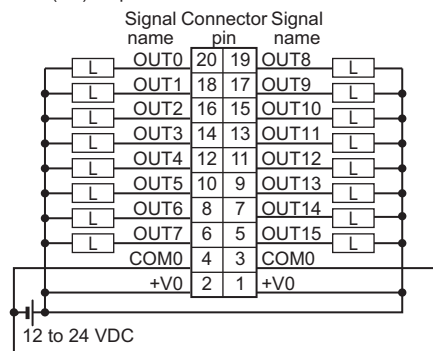 Signal Connector Signal
name pin name
L OUT0 20 19 OUT8 L
L OUT1 18 17 OUT9 L
L OUT2 16 15 OUT10 L
L OUT3 14 13 OUT11 L
L OUT4 12 11 OUT12 L
L OUT5 10 9 OUT13 L
L OUT6 8 7 OUT14 L
L OUT7 6 5 OUT15 L
COM0 4 3 COM0
+V0 2 1 +V0
12 to 24 VDC